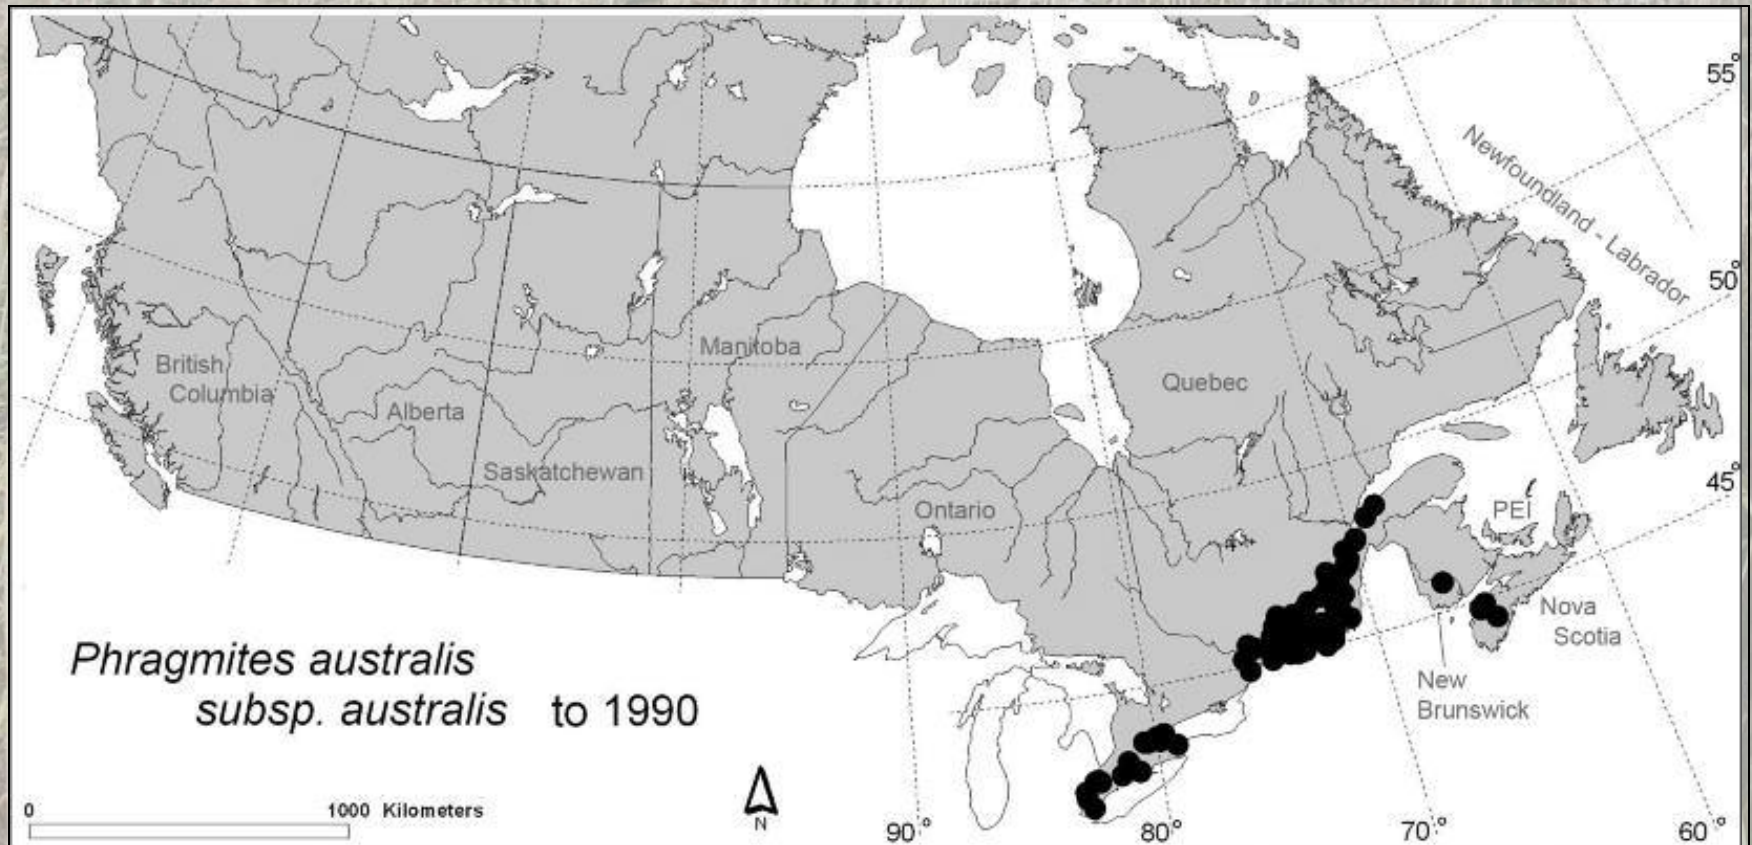 55°
Newfoundland - Labrador
50°
British
Columbia
Manitoba
Alberta
Quebec
Saskatchewan
Ontario
PEI
45°
Nova
Scotia
New
Brunswick
Phragmites australis
subsp. australis to 1990
0 1000 Kilometers
N
90° 80° 70° 60°